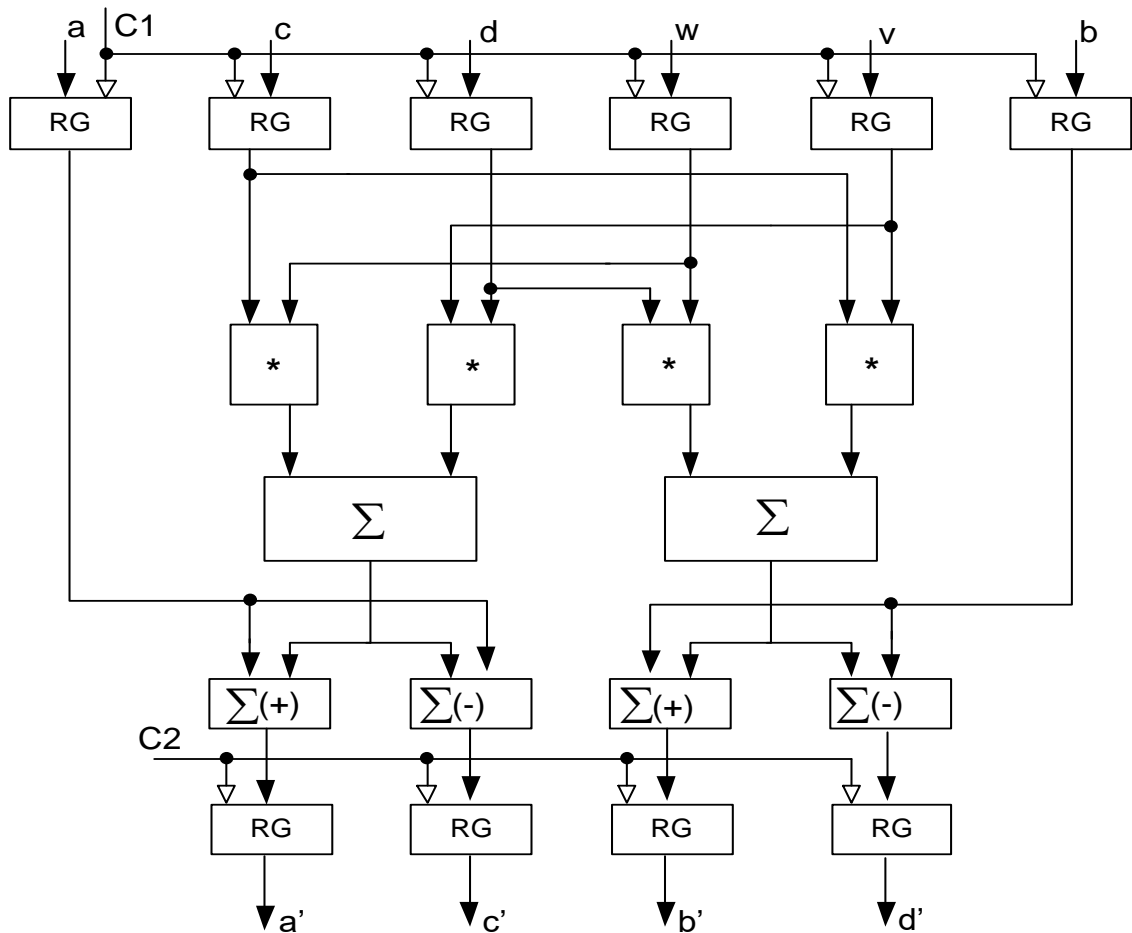 a C1 c d w v b
RG RG RG RG RG RG
* * * *
∑ ∑
∑(+) ∑(-) ∑(+) ∑(-)
C2
RG RG RG RG
a’ c’ b’ d’